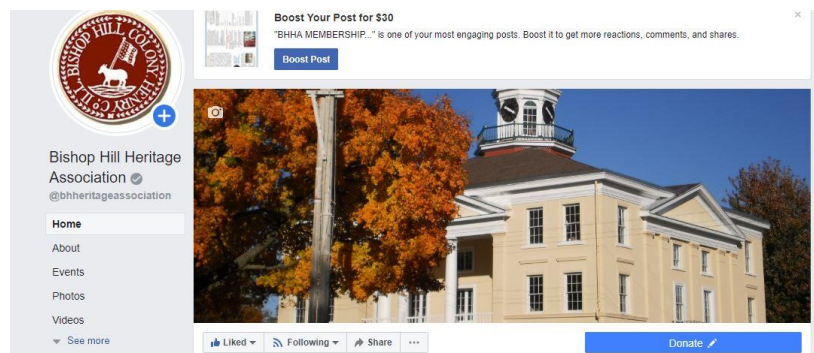 BISHOP HILL COLONY, HENRY CO ILL.
Bishop Hill Heritage
Association
@bhheritageassociation
Home
About
Events
Photos
Videos
See more
Boost Your Post for $30
"BHHA MEMBERSHIP..." is one of your most engaging posts. Boost it to get more reactions, comments, and shares.
Boost Post
Liked
Following
Share
Donate